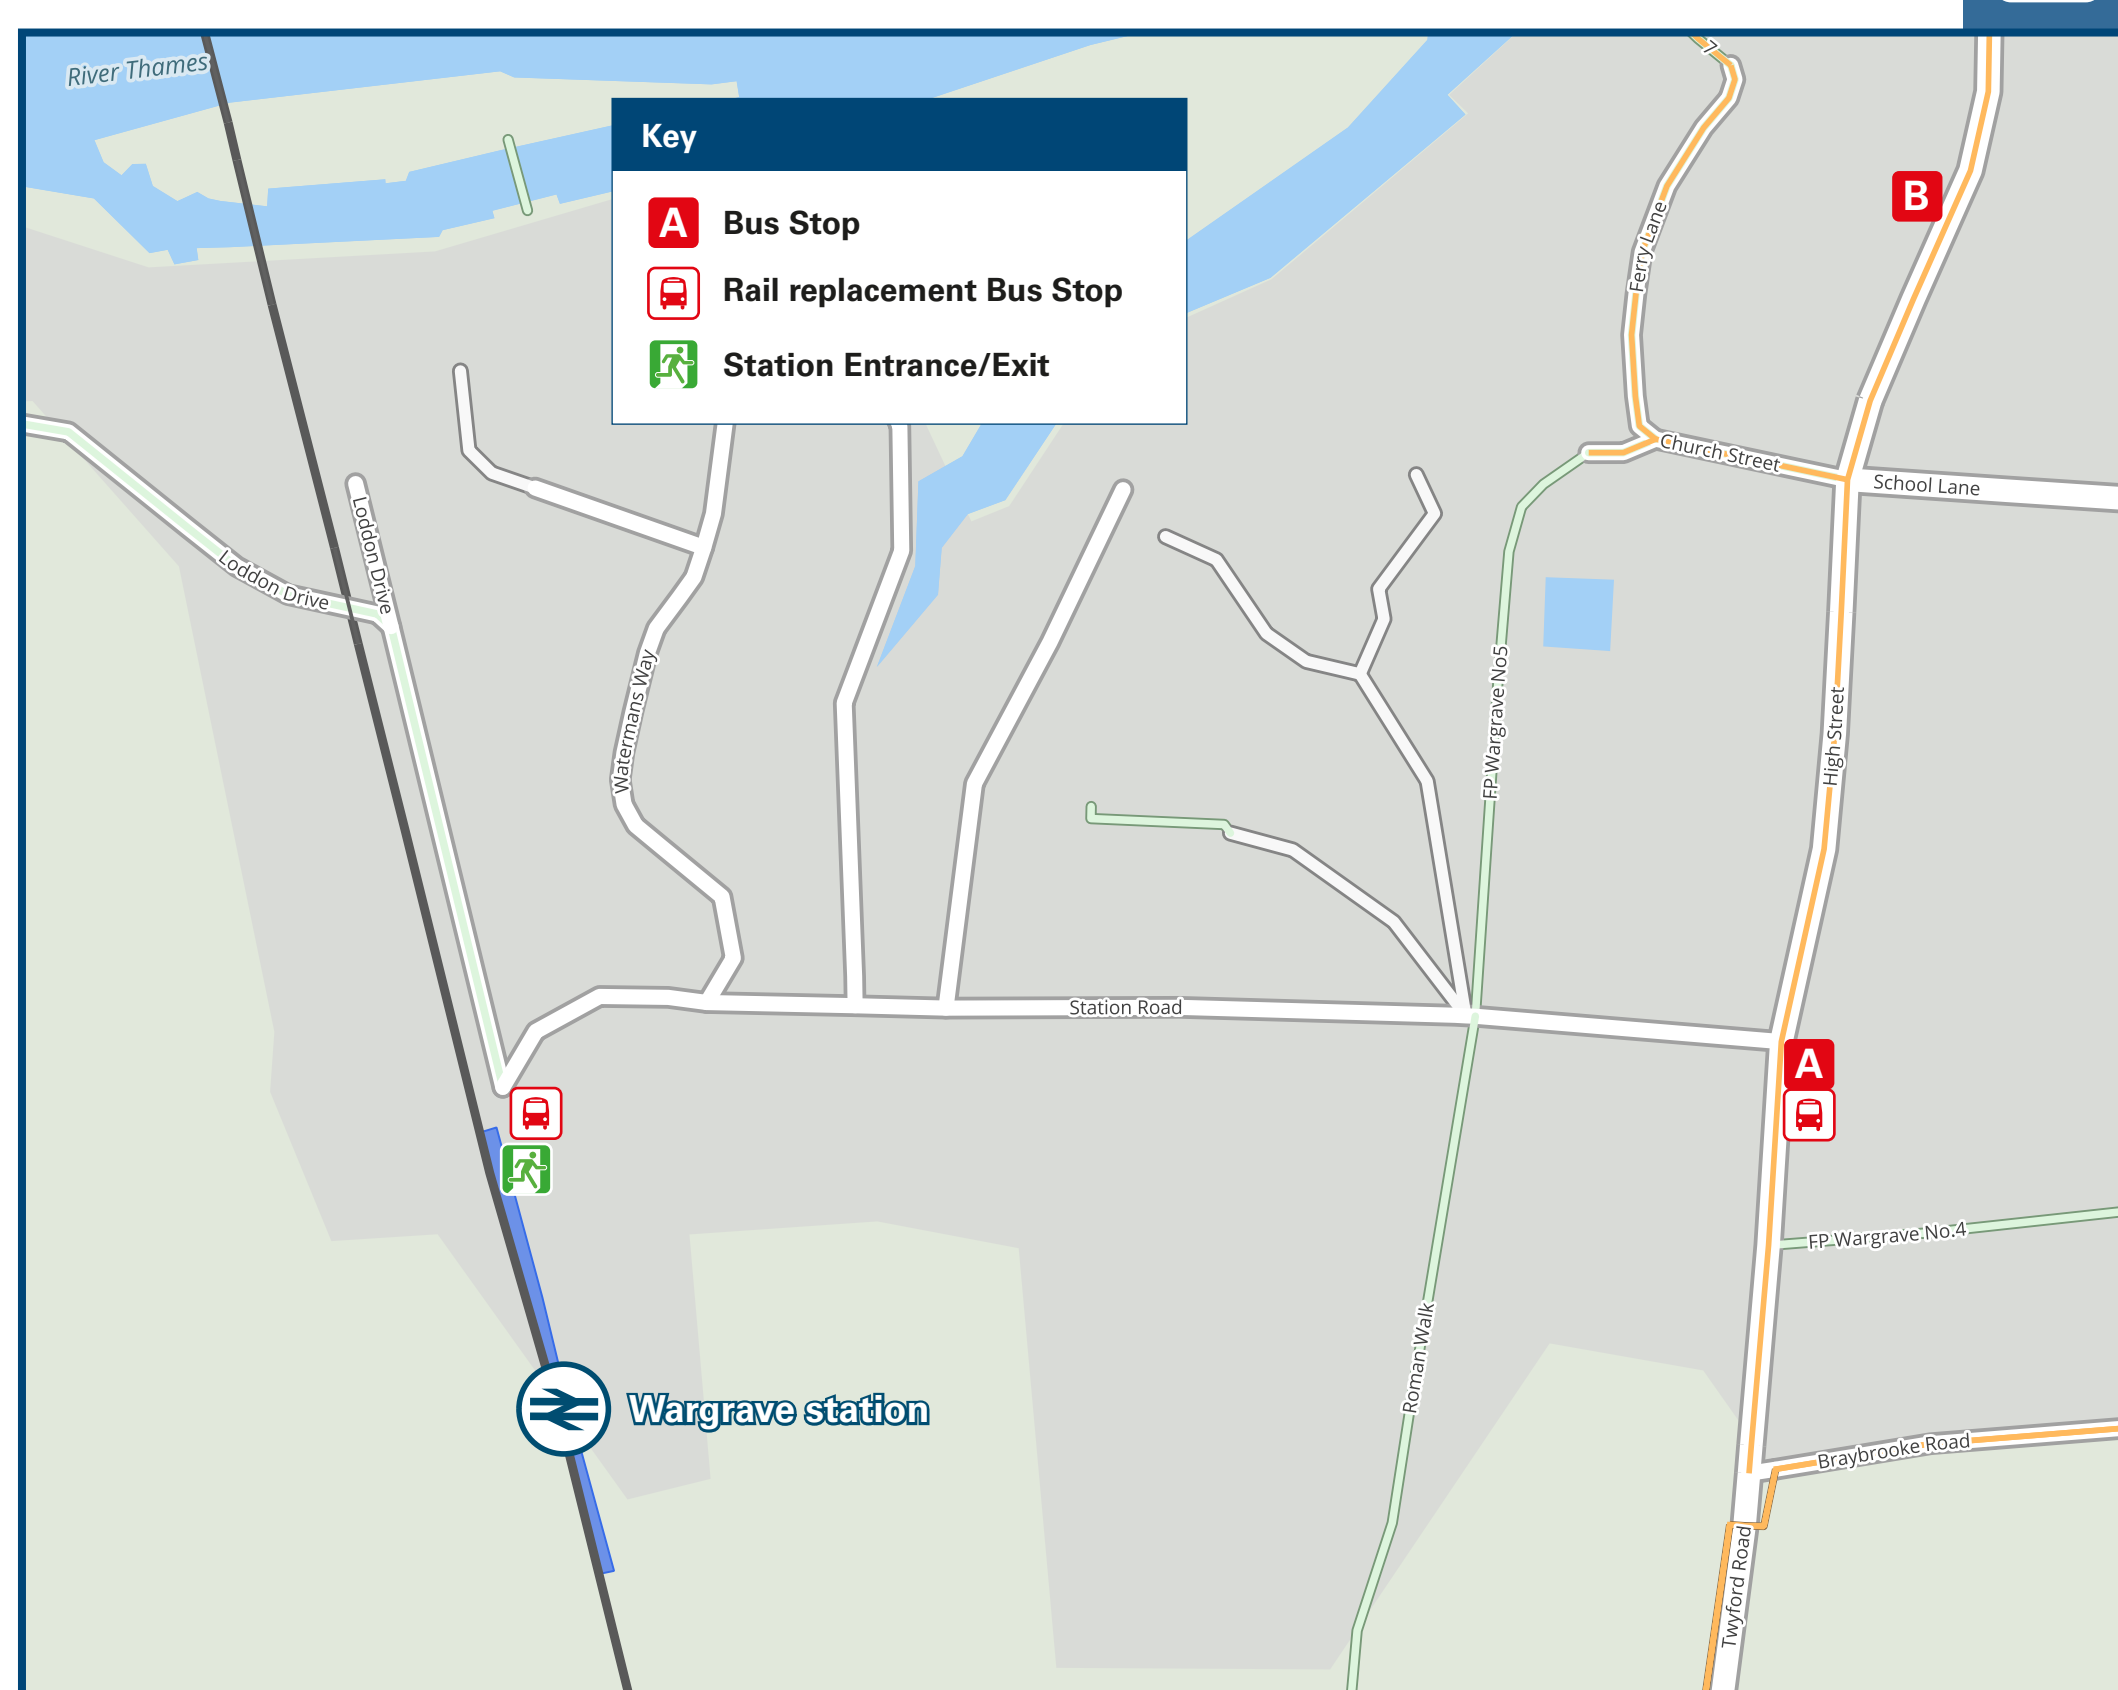 River Thames
7
Key
A Bus Stop
Rail replacement Bus Stop
Station Entrance/Exit
B
Ferry Lane
Church Street
School Lane
Loddon Drive
Loddon Drive
Watermans Way
FP Wargrave No5
High Street
Station Road
A
FP Wargrave No.4
Roman Walk
Wargrave station
Braybrooke Road
Twyford Road